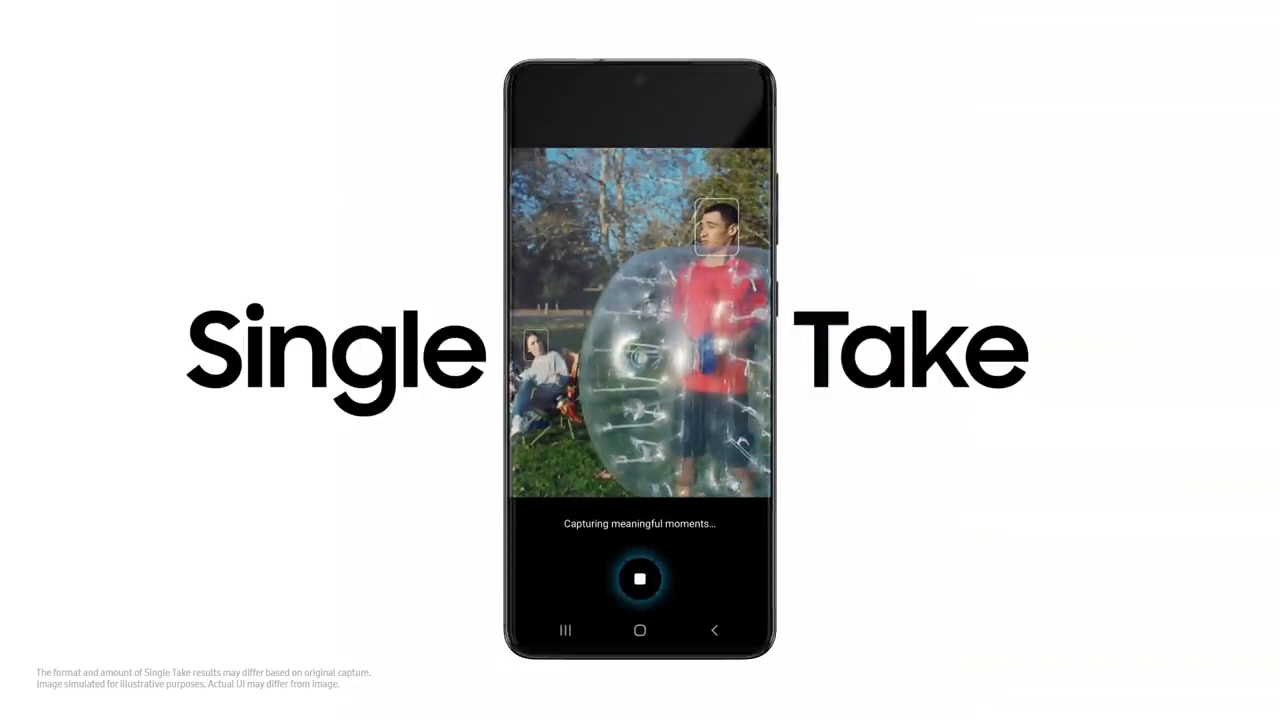 Single Take
Capturing meaningful moments...
The format and amount of Single Take results may differ based on original capture.
Image simulated for illustrative purposes. Actual UI may differ from image.